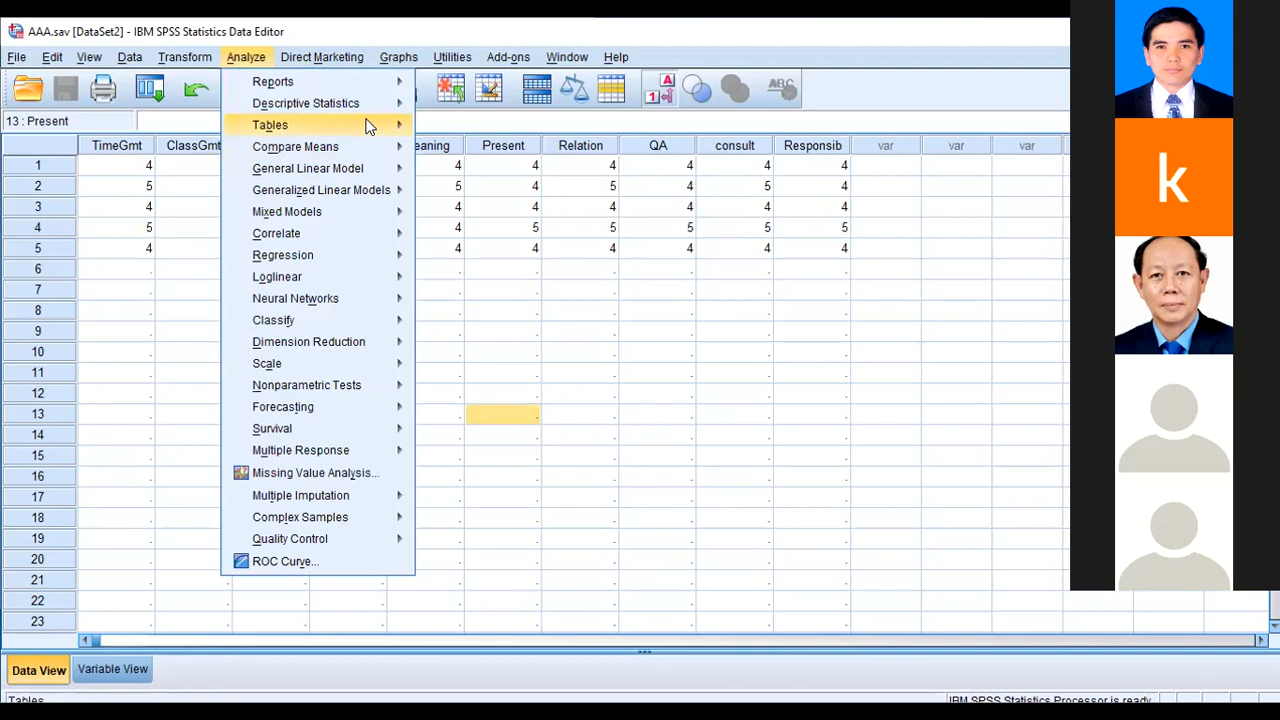 AAA.sav [DataSet2] - IBM SPSS Statistics Data Editor
File Edit View Data Transform Analyze Direct Marketing Graphs Utilities Add-ons Window Help
13 : Present
TimeGmt ClassGmt eaning Present Relation QA consult Responsib var var var
1 4 4 4 4 4 4 4
2 5 5 4 5 4 5 4
3 4 4 4 4 4 4 4
4 5 4 5 5 5 5 5
5 4 4 4 4 4 4 4
6
7
8
9
10
11
12
13
14
15
16
17
18
19
20
21
22
23
Reports
Descriptive Statistics
Tables
Compare Means
General Linear Model
Generalized Linear Models
Mixed Models
Correlate
Regression
Loglinear
Neural Networks
Classify
Dimension Reduction
Scale
Nonparametric Tests
Forecasting
Survival
Multiple Response
Missing Value Analysis...
Multiple Imputation
Complex Samples
Quality Control
ROC Curve...
Data View Variable View
Tables IBM SPSS Statistics Processor is ready
k